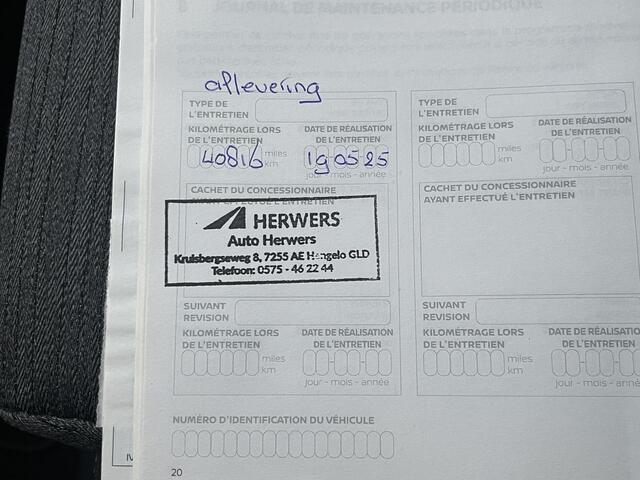 8 JOURNAL DE MAINTENANCE PÉRIODIQUE
aflevering
TYPE DE
L'ENTRETIEN
KILOMÉTRAGE LORS
DE L'ENTRETIEN
DATE DE RÉALISATION
DE L'ENTRETIEN
40816
miles
km
19 05 25
jour - mois - année
CACHET DU CONCESSIONNAIRE
AYANT EFFECTUÉ L'ENTRETIEN
HERWERS
Auto Herwers
Kruisbergseweg 8, 7255 AE Hengelo GLD
Telefoon: 0575 - 46 22 44
SUIVANT
REVISION
KILOMÉTRAGE LORS
DE L'ENTRETIEN
DATE DE RÉALISATION
DE L'ENTRETIEN
miles
km
jour - mois - année
TYPE DE
L'ENTRETIEN
KILOMÉTRAGE LORS
DE L'ENTRETIEN
DATE DE RÉALISATION
DE L'ENTRETIEN
miles
km
jour - mois - année
CACHET DU CONCESSIONNAIRE
AYANT EFFECTUÉ L'ENTRETIEN
SUIVANT
REVISION
KILOMÉTRAGE LORS
DE L'ENTRETIEN
DATE DE RÉALISATION
DE L'ENTRETIEN
miles
km
jour - mois - année
NUMÉRO D'IDENTIFICATION DU VÉHICULE
20